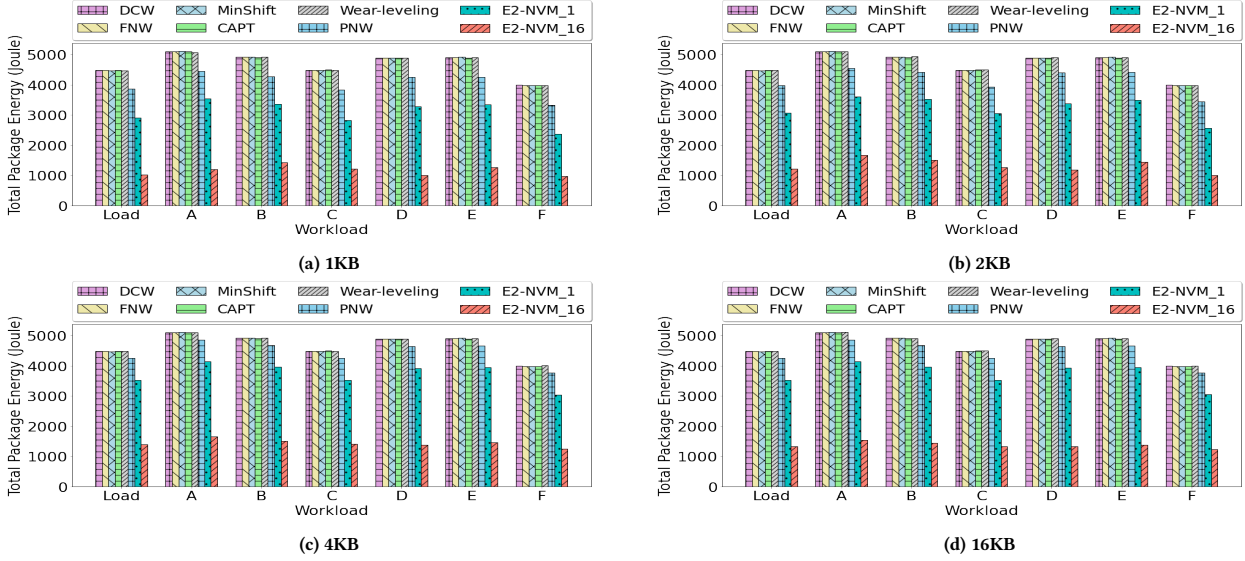 DCW MinShift Wear-leveling E2-NVM_1
FNW CAPT PNW E2-NVM_16
Total Package Energy (Joule)
5000
4000
3000
2000
1000
0
Load A B C D E F
Workload
(a) 1KB
DCW MinShift Wear-leveling E2-NVM_1
FNW CAPT PNW E2-NVM_16
Total Package Energy (Joule)
5000
4000
3000
2000
1000
0
Load A B C D E F
Workload
(b) 2KB
DCW MinShift Wear-leveling E2-NVM_1
FNW CAPT PNW E2-NVM_16
Total Package Energy (Joule)
5000
4000
3000
2000
1000
0
Load A B C D E F
Workload
(c) 4KB
DCW MinShift Wear-leveling E2-NVM_1
FNW CAPT PNW E2-NVM_16
Total Package Energy (Joule)
5000
4000
3000
2000
1000
0
Load A B C D E F
Workload
(d) 16KB